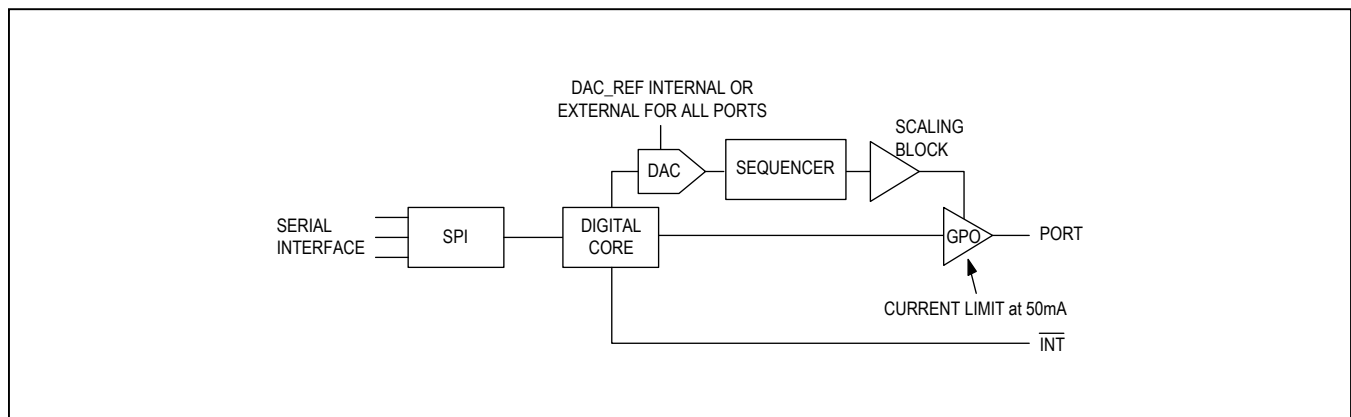 DAC_REF INTERNAL OR
EXTERNAL FOR ALL PORTS
SCALING
BLOCK
DAC
SEQUENCER
SERIAL
INTERFACE
SPI
DIGITAL
CORE
GPO
PORT
CURRENT LIMIT at 50mA
INT